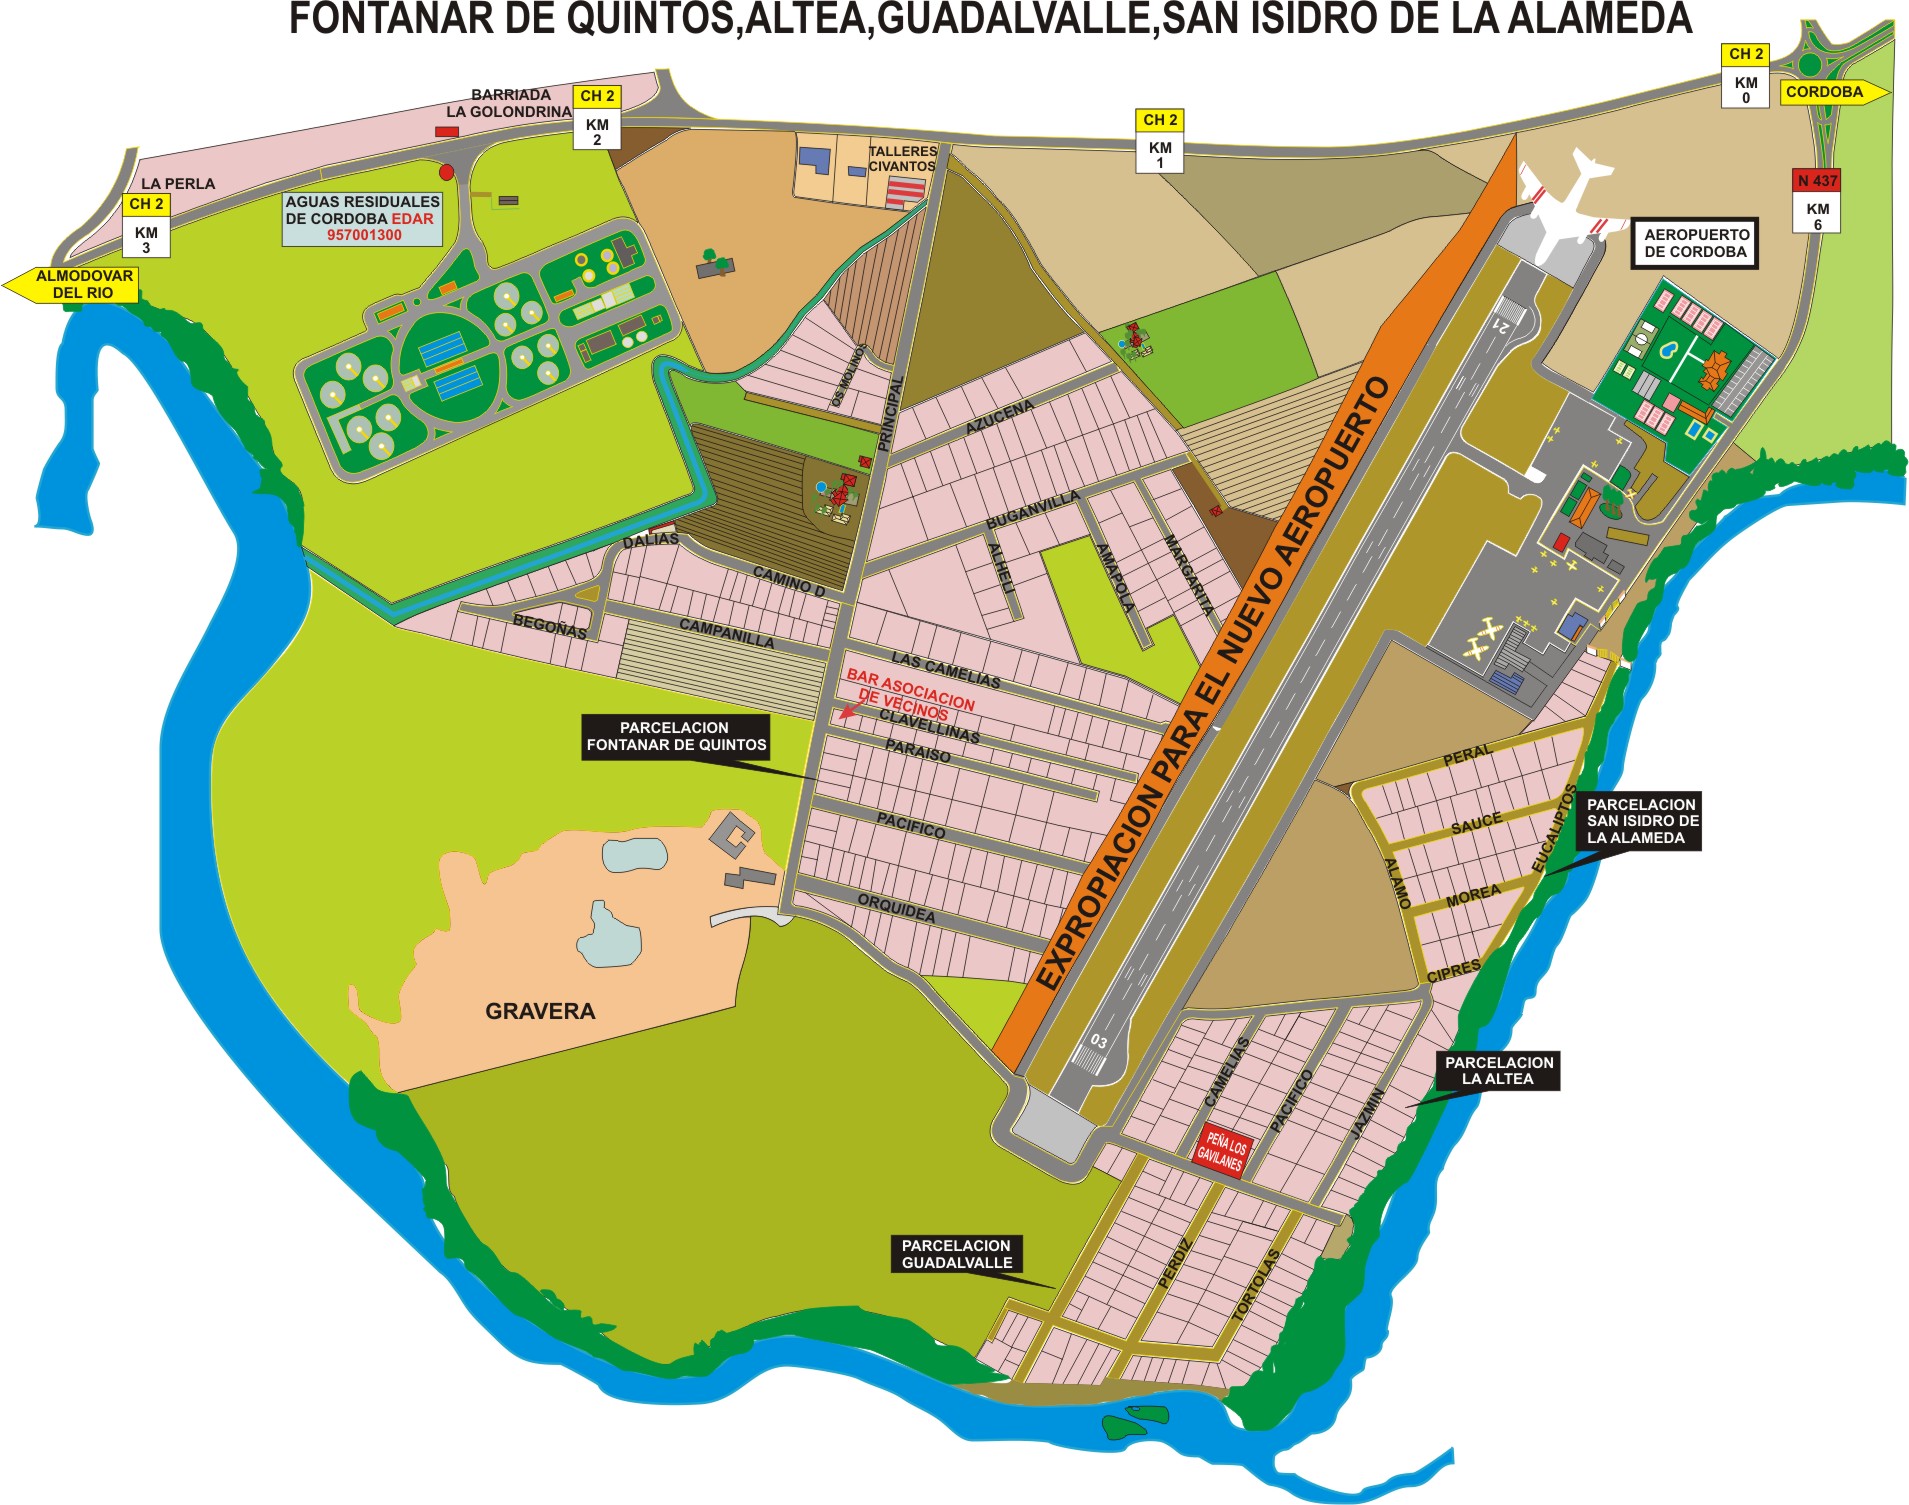 FONTANAR DE QUINTOS,ALTEA,GUADALVALLE,SAN ISIDRO DE LA ALAMEDA
CH 2
KM
0
CORDOBA
BARRIADA
LA GOLONDRINA
CH 2
KM
2
CH 2
KM
1
TALLERES
CIVANTOS
LA PERLA
CH 2
KM
3
N 437
KM
6
AGUAS RESIDUALES
DE CORDOBA EDAR
957001300
AEROPUERTO
DE CORDOBA
ALMODOVAR
DEL RIO
21
OS MOLINOS
PRINCIPAL
AZUCENA
BUGANVILLA
DALIAS
CAMINO D
ALHELI
AMAPOLA
MARGARITA
BEGOÑAS
CAMPANILLA
LAS CAMELIAS
BAR ASOCIACION
DE VECINOS
CLAVELLINAS
PARAISO
PARCELACION
FONTANAR DE QUINTOS
EXPROPIACION PARA EL NUEVO AEROPUERTO
PERAL
SAUCE
EUCALIPTOS
PARCELACION
SAN ISIDRO DE
LA ALAMEDA
PACIFICO
ALAMO
MOREA
ORQUIDEA
CIPRES
GRAVERA
03
CAMELIAS
PACIFICO
JAZMIN
PARCELACION
LA ALTEA
PEÑA LOS
GAVILANES
PARCELACION
GUADALVALLE
PERDIZ
TORTOLAS